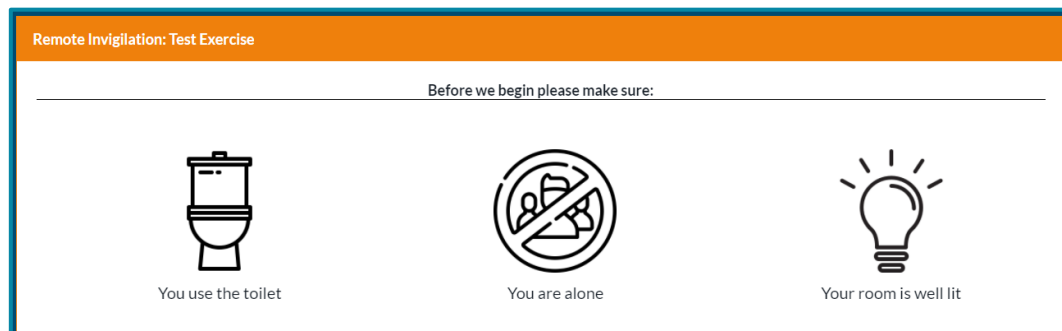 Remote Invigilation: Test Exercise
Before we begin please make sure:
You use the toilet
You are alone
Your room is well lit